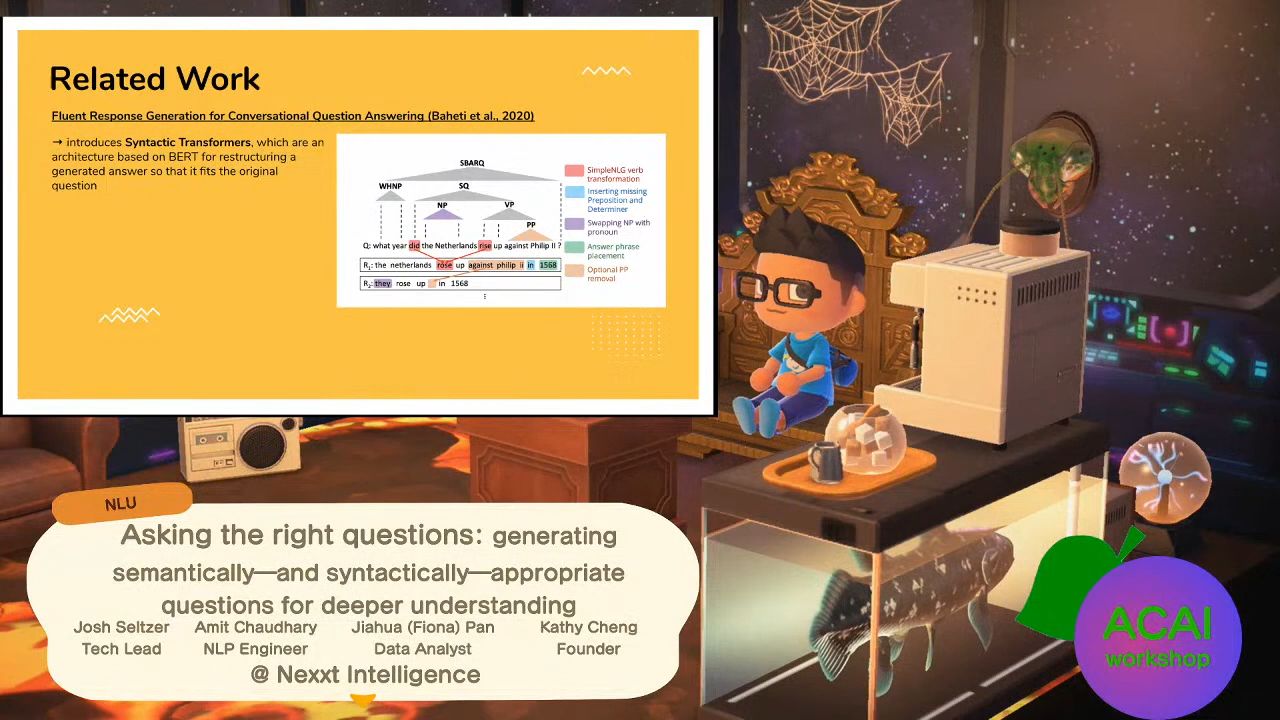 Related Work
Fluent Response Generation for Conversational Question Answering (Baheti et al., 2020)
→ introduces Syntactic Transformers, which are an
architecture based on BERT for restructuring a
generated answer so that it fits the original
question
SBARQ
WHNP SQ
NP VP
PP
Q: what year did the Netherlands rise up against Philip II ?
R1: the netherlands rose up against philip ii in 1568
R2: they rose up in 1568
⋮
SimpleNLG verb
transformation
Inserting missing
Preposition and
Determiner
Swapping NP with
pronoun
Answer phrase
placement
Optional PP
removal
NLU
Asking the right questions: generating
semantically—and syntactically—appropriate
questions for deeper understanding
Josh Seltzer Amit Chaudhary Jiahua (Fiona) Pan Kathy Cheng
Tech Lead NLP Engineer Data Analyst Founder
@ Nexxt Intelligence
ACAI
workshop